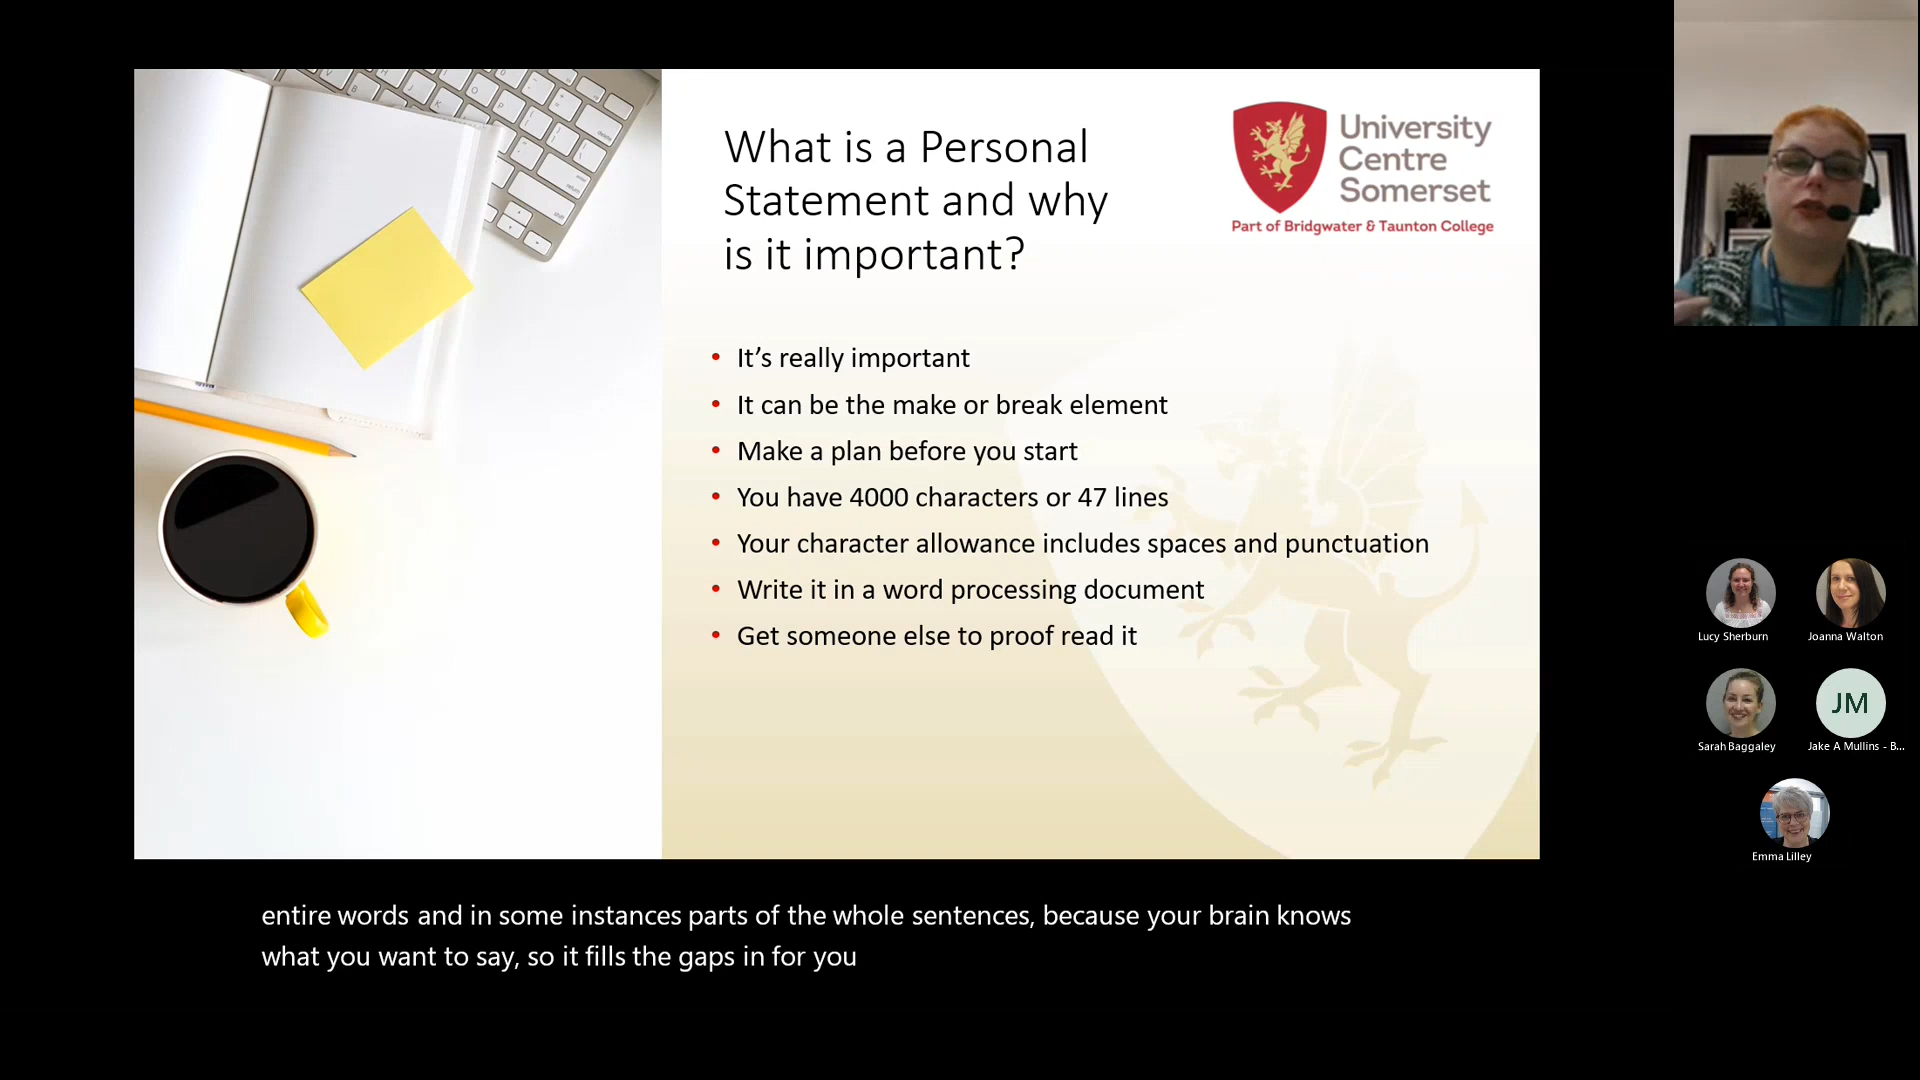 What is a Personal
Statement and why
is it important?
University
Centre
Somerset
Part of Bridgwater & Taunton College
• It’s really important
• It can be the make or break element
• Make a plan before you start
• You have 4000 characters or 47 lines
• Your character allowance includes spaces and punctuation
• Write it in a word processing document
• Get someone else to proof read it
Lucy Sherburn
Joanna Walton
Sarah Baggaley
JM
Jake A Mullins - B...
Emma Lilley
entire words and in some instances parts of the whole sentences, because your brain knows
what you want to say, so it fills the gaps in for you